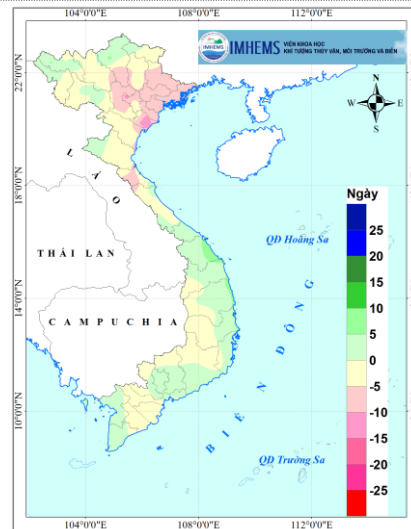 104°0'0"E 108°0'0"E 112°0'0"E
IMHEMS
IMHEMS
VIỆN KHOA HỌC
KHÍ TƯỢNG THỦY VĂN, MÔI TRƯỜNG VÀ BIỂN
22°0'0"N
N
W E
S
LÀO
18°0'0"N
Ngày
25
20
15
10
5
0
-5
-10
-15
-20
-25
QĐ Hoàng Sa
THÁI LAN
14°0'0"N
CAMPUCHIA
BIỂN ĐÔNG
10°0'0"N
QĐ Trường Sa
104°0'0"E 108°0'0"E 112°0'0"E